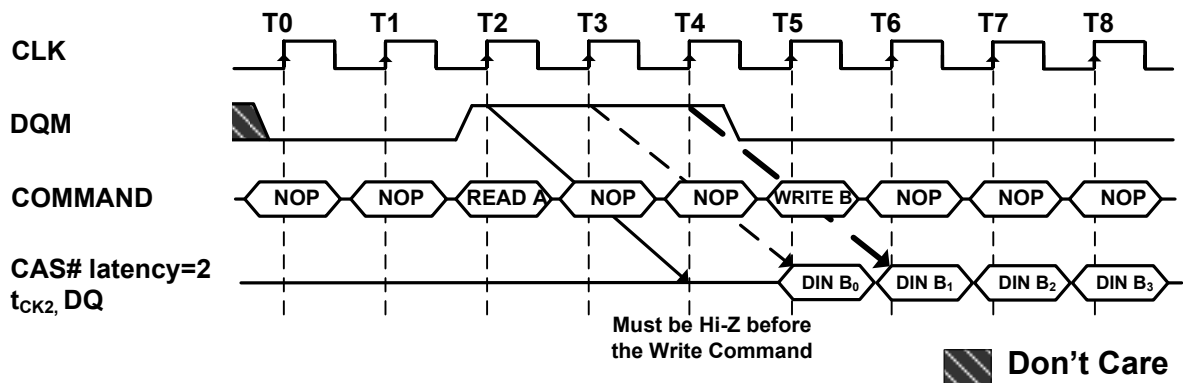 T0 T1 T2 T3 T4 T5 T6 T7 T8
CLK
DQM
COMMAND NOP NOP READ A NOP NOP WRITE B NOP NOP NOP
CAS# latency=2
tCK2, DQ DIN B0 DIN B1 DIN B2 DIN B3
Must be Hi-Z before
the Write Command
Don't Care